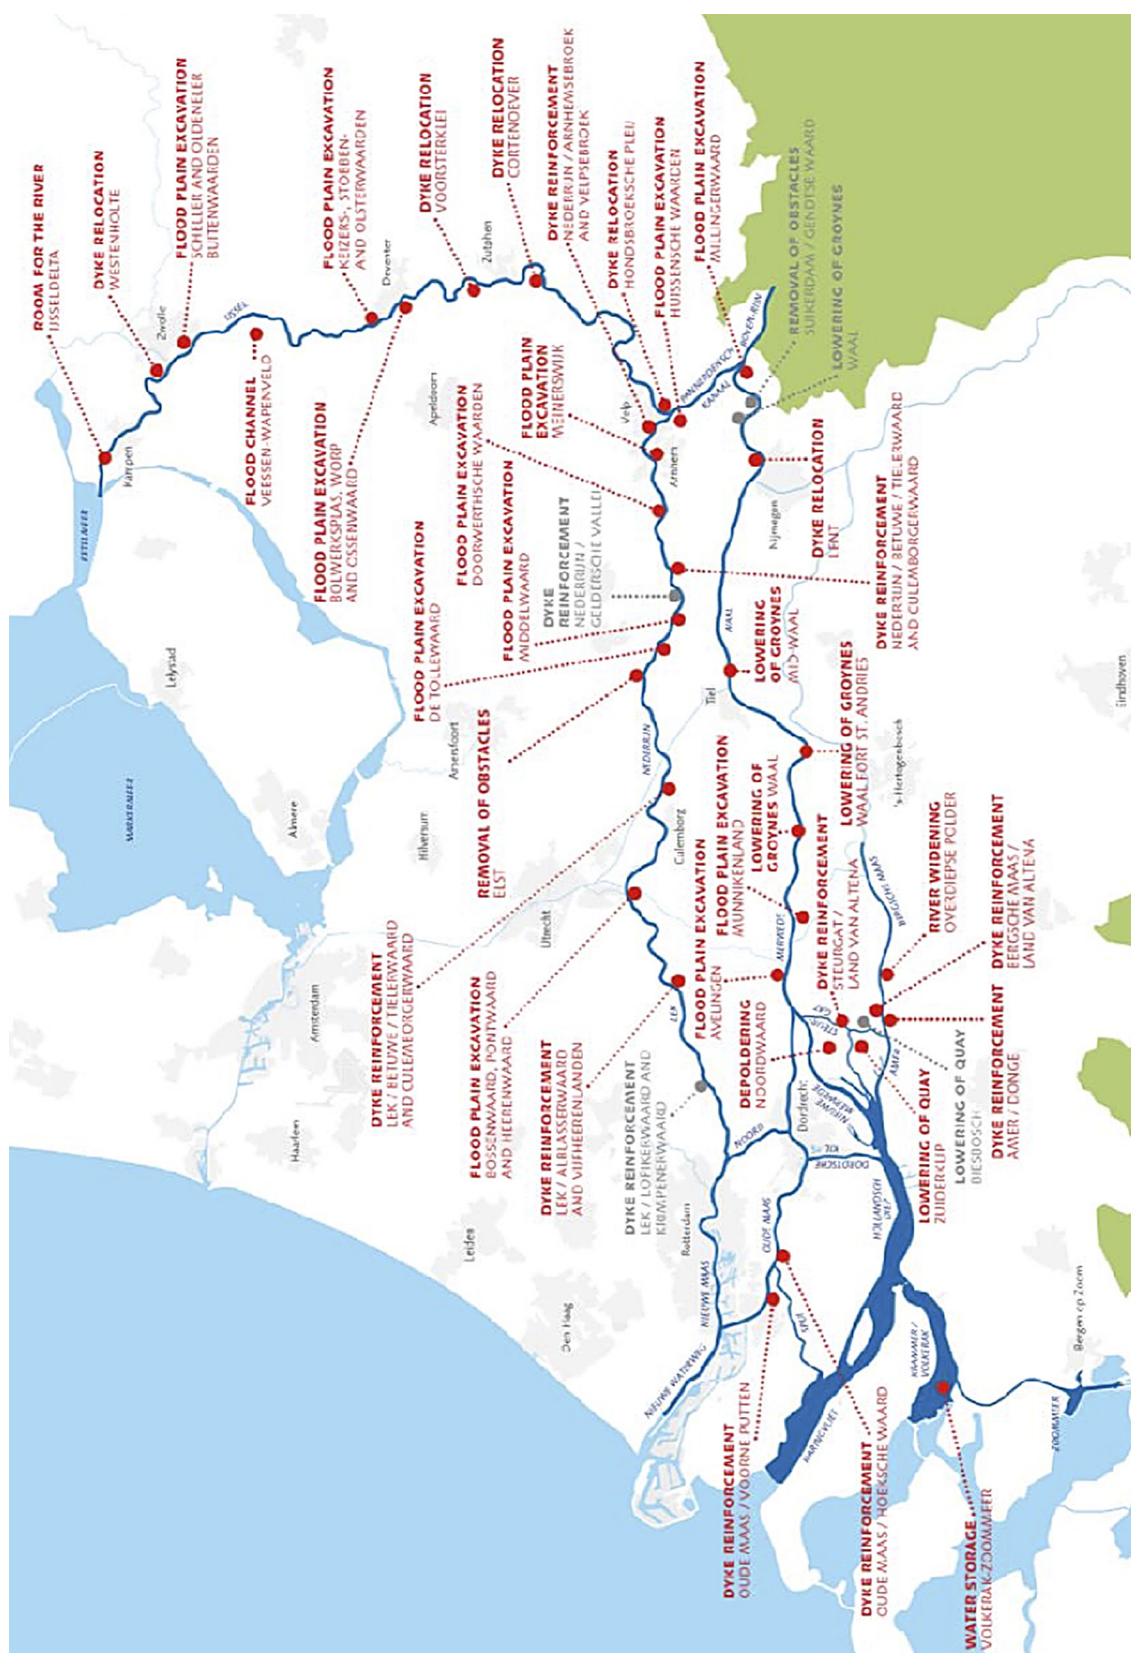 ROOM FOR THE RIVER
IJSSELDELTA
DYKE RELOCATION
WESTENHOLTE
FLOOD PLAIN EXCAVATION
SCHELLER AND OLDENELER
BUITENWAARDEN
FLOOD CHANNEL
VEESSEN-WAPENVELD
FLOOD PLAIN EXCAVATION
KEIZERS-, STOBBEN-
AND OLSTERWAARDEN
FLOOD PLAIN EXCAVATION
BOLWERKSPLAS, WORP
AND OSSENWAARD
DYKE RELOCATION
VOORSTERKLEI
DYKE RELOCATION
CORTENOEVER
DYKE REINFORCEMENT
NEDERRIJN / ARNHEMSEBROEK
AND VELPSEBROEK
DYKE RELOCATION
HONDSBROEKSCHE PLEIJ
FLOOD PLAIN EXCAVATION
HUISSENSCHE WAARDEN
FLOOD PLAIN EXCAVATION
MILLINGERWAARD
REMOVAL OF OBSTACLES
SUIKERDAM / GENDTSE WAARD
LOWERING OF GROYNES
WAAL
FLOOD PLAIN
EXCAVATION
MEINERSWIJK
FLOOD PLAIN EXCAVATION
DOORWERTHSCHE WAARDEN
FLOOD PLAIN EXCAVATION
MIDDELWAARD
DYKE
REINFORCEMENT
NEDERRIJN /
GELDERSCHE VALLEI
FLOOD PLAIN EXCAVATION
DE TOLLEWAARD
REMOVAL OF OBSTACLES
ELST
DYKE RELOCATION
LENT
DYKE REINFORCEMENT
NEDERRIJN / BETUWE / TIELERWAARD
AND CULEMBORGERWAARD
LOWERING
OF GROYNES
MID-WAAL
LOWERING OF GROYNES
WAAL FORT ST. ANDRIES
LOWERING OF
GROYNES WAAL
FLOOD PLAIN EXCAVATION
MUNNIKENLAND
FLOOD PLAIN EXCAVATION
AVELINGEN
DYKE REINFORCEMENT
STEURGAT /
LAND VAN ALTENA
RIVER WIDENING
OVERDIEPSE POLDER
DYKE REINFORCEMENT
BERGSCHE MAAS /
LAND VAN ALTENA
DYKE REINFORCEMENT
AMER / DONGE
LOWERING OF QUAY
BIESBOSCH
LOWERING OF QUAY
ZUIDERKLIP
DEPOLDERING
NOORDWAARD
DYKE REINFORCEMENT
LEK / BETUWE / TIELERWAARD
AND CULEMBORGERWAARD
FLOOD PLAIN EXCAVATION
BOSSENWAARD, PONTWAARD
AND HEERENWAARD
DYKE REINFORCEMENT
LEK / ALBLASSERWAARD
AND VIJFHEERENLANDEN
DYKE REINFORCEMENT
LEK / LOPIKERWAARD AND
KRIMPENERWAARD
DYKE REINFORCEMENT
OUDE MAAS / VOORNE PUTTEN
DYKE REINFORCEMENT
OUDE MAAS / HOEKSCHE WAARD
WATER STORAGE
VOLKERAK-ZOOMMEER
Kampen
Zwolle
Deventer
Zutphen
Apeldoorn
Velp
Arnhem
Nijmegen
Lelystad
Almere
Amersfoort
Hilversum
Utrecht
Culemborg
Tiel
's-Hertogenbosch
Eindhoven
Amsterdam
Haarlem
Leiden
Den Haag
Rotterdam
Dordrecht
Bergen op Zoom
KETELMEER
MARKERMEER
IJSSEL
PANNERDENSCH
KANAAL
BOVEN-RIJN
WAAL
NEDERRIJN
LEK
MERWEDE
BERGSCHE MAAS
STEUR
GAT
AMER
NIEUWE
MERWEDE
NOORD
DORDTSCHE
KIL
OUDE MAAS
NIEUWE MAAS
NIEUWE WATERWEG
SPUI
HOLLANDSCH
DIEP
HARINGVLIET
KRAMMER /
VOLKERAK
ZOOMMEER